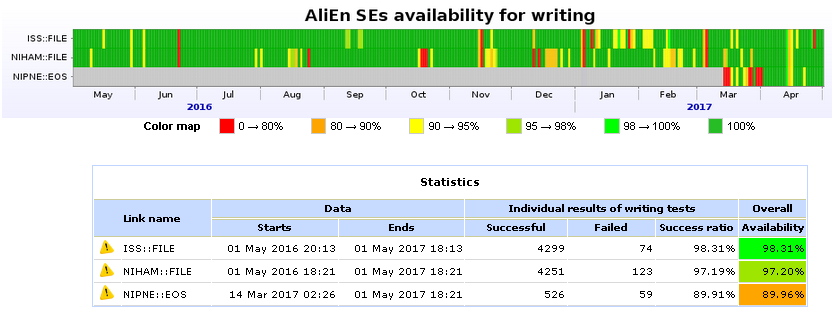 AliEn SEs availability for writing
ISS::FILE
NIHAM::FILE
NIPNE::EOS
May Jun Jul Aug Sep Oct Nov Dec Jan Feb Mar Apr
2016 2017
Color map 0→80% 80→90% 90→95% 95→98% 98→100% 100%
Statistics
Link name Data Individual results of writing tests Overall
Starts Ends Successful Failed Success ratio Availability
ISS::FILE 01 May 2016 20:13 01 May 2017 18:13 4299 74 98.31% 98.31%
NIHAM::FILE 01 May 2016 18:21 01 May 2017 18:21 4251 123 97.19% 97.20%
NIPNE::EOS 14 Mar 2017 02:26 01 May 2017 18:21 526 59 89.91% 89.96%